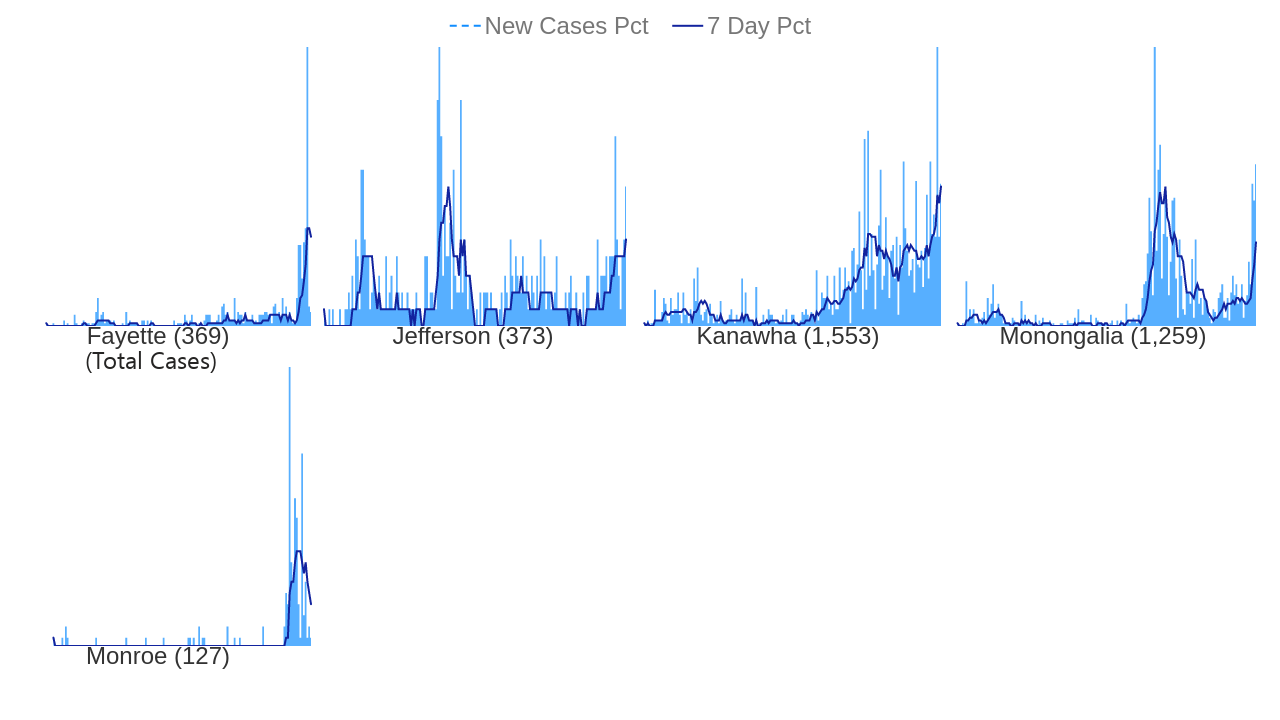 New Cases Pct 7 Day Pct
Fayette (369) Jefferson (373) Kanawha (1,553) Monongalia (1,259)
(Total Cases)
Monroe (127)